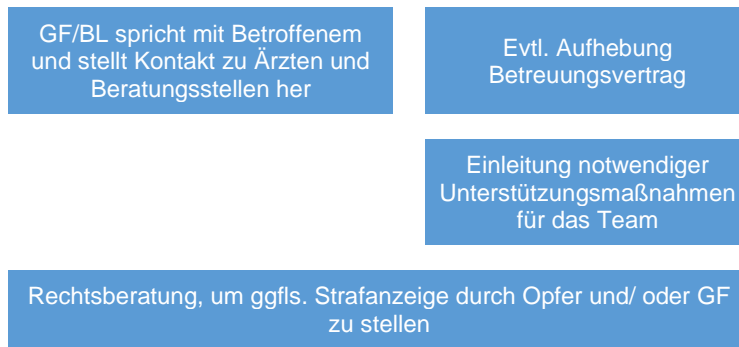 GF/BL spricht mit Betroffenem
und stellt Kontakt zu Ärzten und
Beratungsstellen her
Evtl. Aufhebung
Betreuungsvertrag
Einleitung notwendiger
Unterstützungsmaßnahmen
für das Team
Rechtsberatung, um ggfls. Strafanzeige durch Opfer und/ oder GF
zu stellen